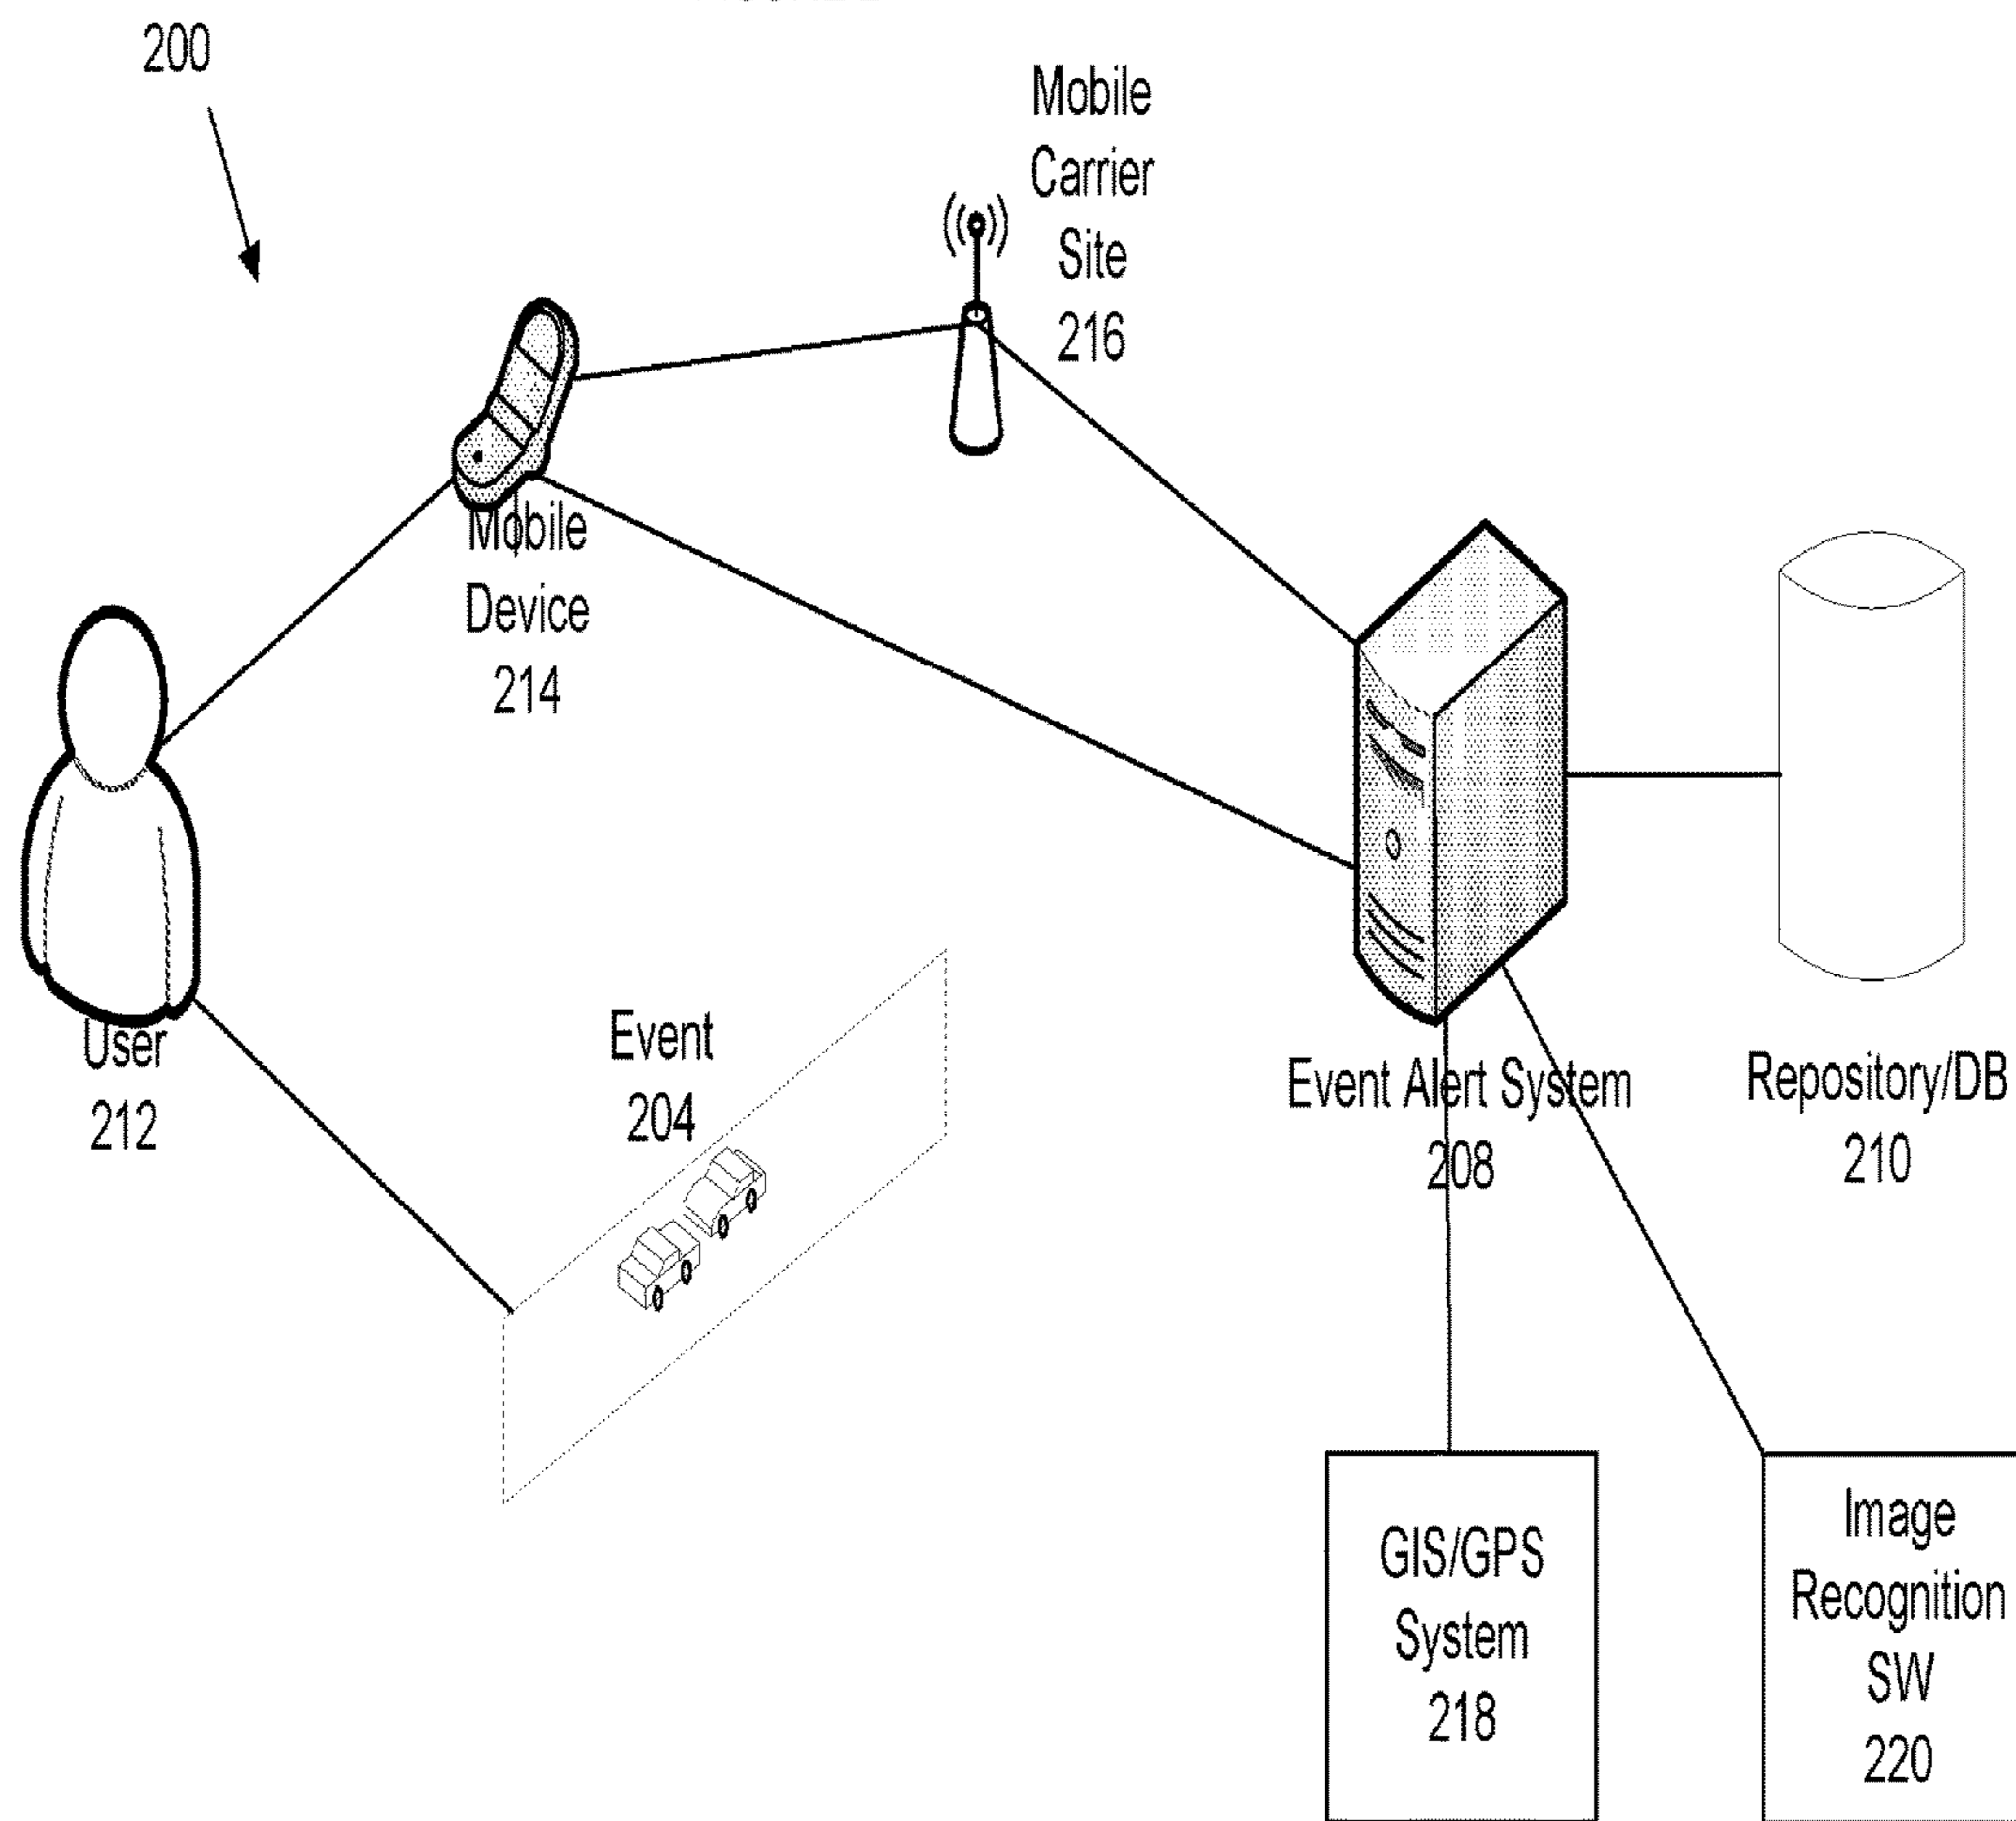 200
Mobile
Carrier
Site
216
Mobile
Device
214
User
212
Event
204
Event Alert System
208
Repository/DB
210
GIS/GPS
System
218
Image
Recognition
SW
220